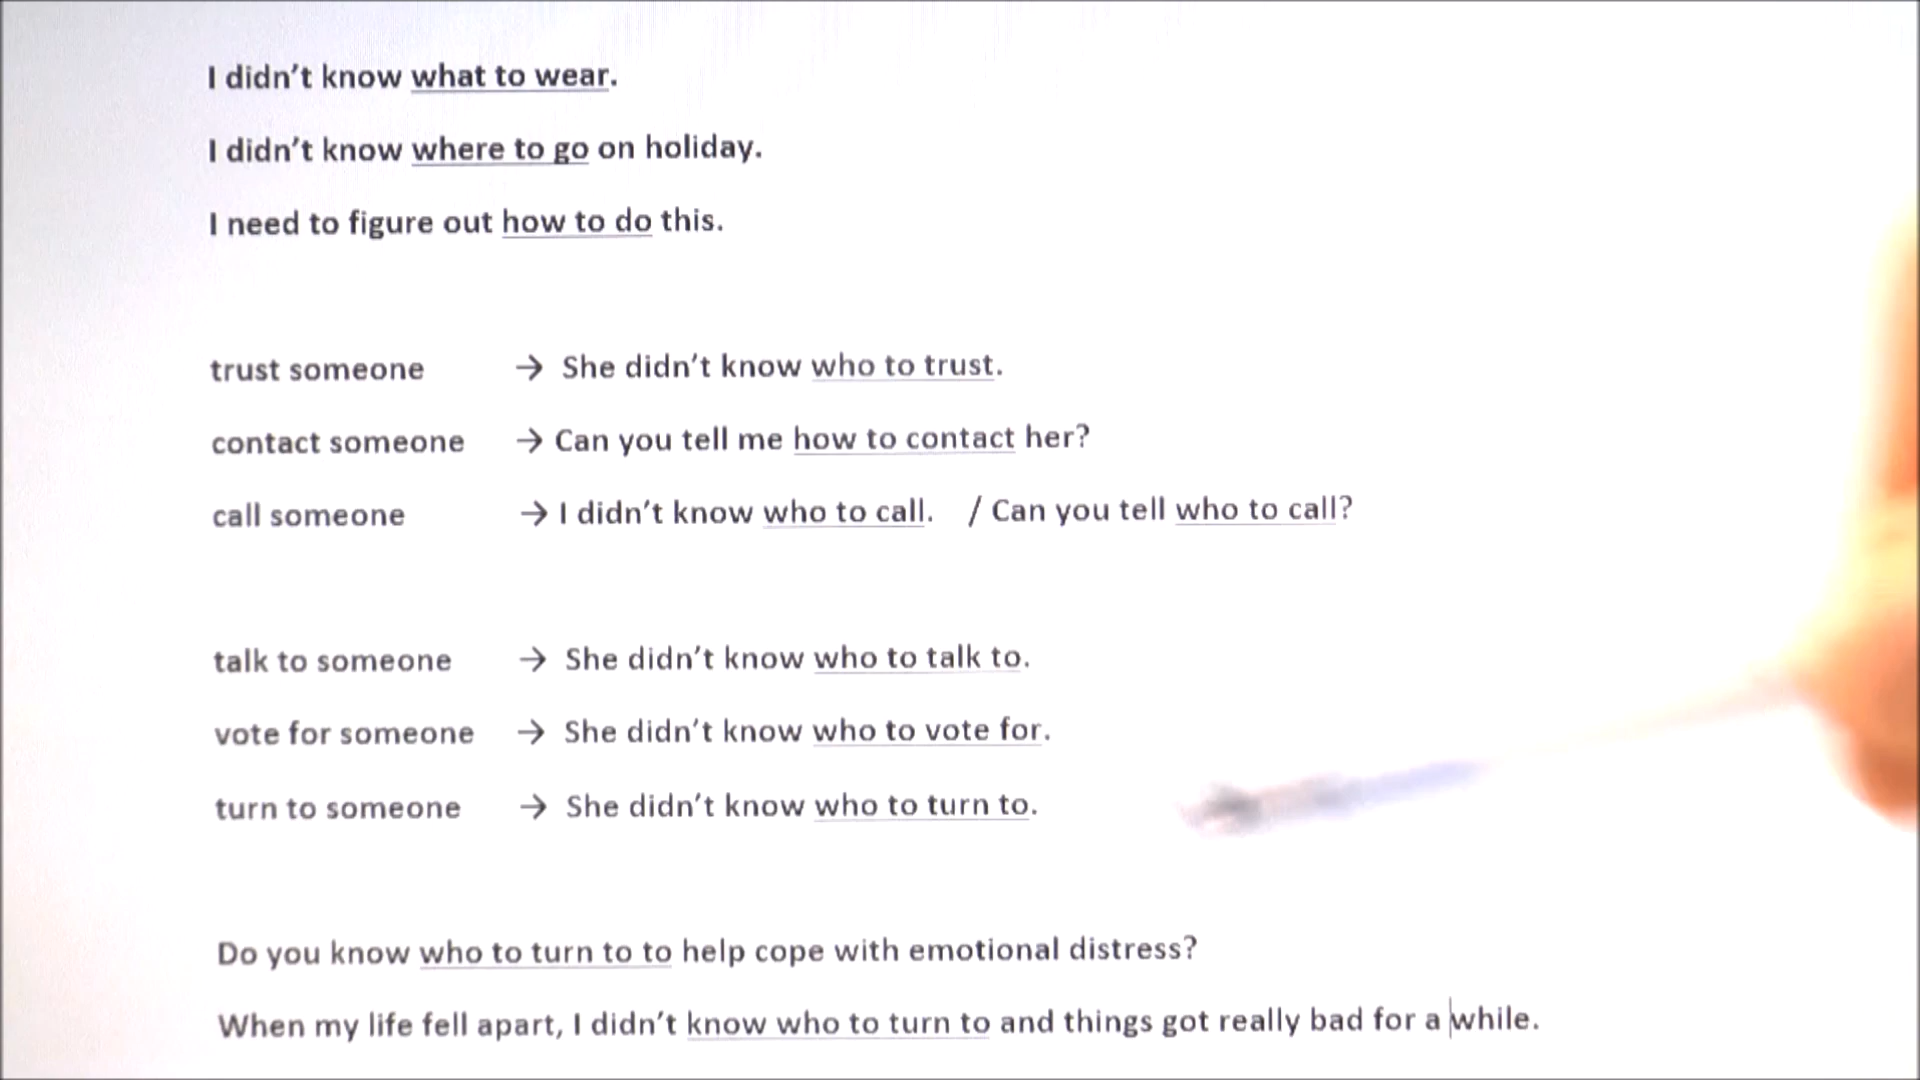 I didn't know what to wear.
I didn't know where to go on holiday.
I need to figure out how to do this.
trust someone → She didn't know who to trust.
contact someone → Can you tell me how to contact her?
call someone → I didn't know who to call. / Can you tell who to call?
talk to someone → She didn't know who to talk to.
vote for someone → She didn't know who to vote for.
turn to someone → She didn't know who to turn to.
Do you know who to turn to to help cope with emotional distress?
When my life fell apart, I didn't know who to turn to and things got really bad for a while.